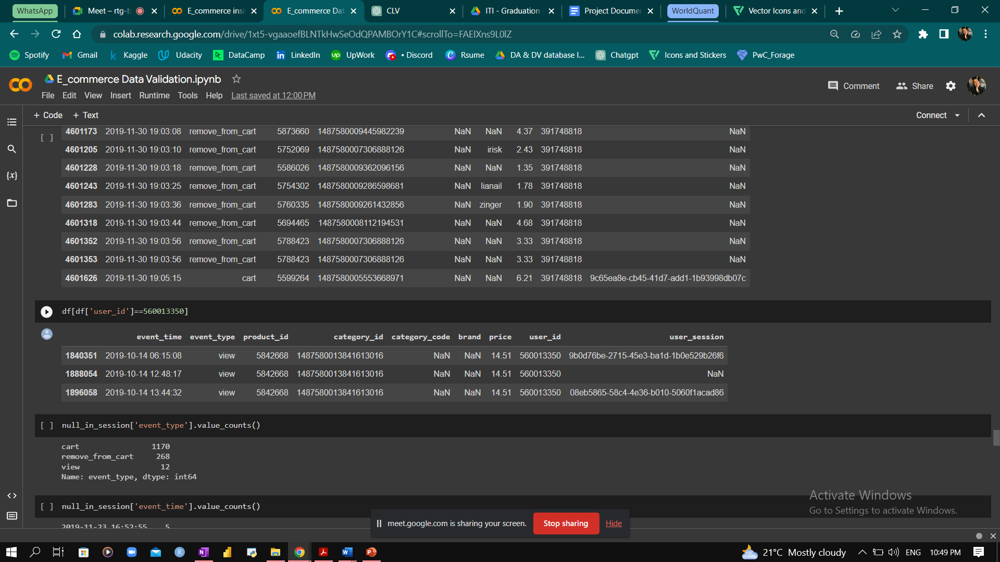 WhatsApp
Meet – rtg-b
E_commerce insi
E_commerce Dat
CLV
ITI - Graduation
Project Documen
WorldQuant
Vector Icons and
colab.research.google.com/drive/1xt5-vgaaoefBLNTkHwSeOdQPAMBOrY1C#scrollTo=FAEIXns9L0lZ
Spotify
Gmail
Kaggle
Udacity
DataCamp
LinkedIn
UpWork
• Discord
Rsume
DA & DV database l...
Chatgpt
Icons and Stickers
PwC_Forage
E_commerce Data Validation.ipynb
Comment
Share
File Edit View Insert Runtime Tools Help Last saved at 12:00 PM
+ Code + Text
Connect
[ ]
4601173 2019-11-30 19:03:08 remove_from_cart 5873660 1487580009445982239 NaN NaN 4.37 391748818 NaN
4601205 2019-11-30 19:03:10 remove_from_cart 5752069 1487580007306888126 NaN irisk 2.43 391748818 NaN
4601228 2019-11-30 19:03:18 remove_from_cart 5586026 1487580009362096156 NaN NaN 1.35 391748818 NaN
4601243 2019-11-30 19:03:25 remove_from_cart 5754302 1487580009286598681 NaN lianail 1.78 391748818 NaN
4601283 2019-11-30 19:03:36 remove_from_cart 5760335 1487580009261432856 NaN zinger 1.90 391748818 NaN
4601318 2019-11-30 19:03:44 remove_from_cart 5694465 1487580008112194531 NaN NaN 4.68 391748818 NaN
4601352 2019-11-30 19:03:56 remove_from_cart 5788423 1487580007306888126 NaN NaN 3.33 391748818 NaN
4601353 2019-11-30 19:03:56 remove_from_cart 5788423 1487580007306888126 NaN NaN 3.33 391748818 NaN
4601626 2019-11-30 19:05:15 cart 5599264 1487580005553668971 NaN NaN 6.21 391748818 9c65ea8e-cb45-41d7-add1-1b93998db07c
df[df['user_id']==560013350]
event_time event_type product_id category_id category_code brand price user_id user_session
1840351 2019-10-14 06:15:08 view 5842668 1487580013841613016 NaN NaN 14.51 560013350 9b0d76be-2715-45e3-ba1d-1b0e529b26f6
1888054 2019-10-14 12:48:17 view 5842668 1487580013841613016 NaN NaN 14.51 560013350 NaN
1896058 2019-10-14 13:44:32 view 5842668 1487580013841613016 NaN NaN 14.51 560013350 08eb5865-58c4-4e36-b010-5060f1acad86
[ ] null_in_session['event_type'].value_counts()
cart 1170
remove_from_cart 268
view 12
Name: event_type, dtype: int64
[ ] null_in_session['event_time'].value_counts()
2019-11-23 16:52:55 5
Activate Windows
Go to Settings to activate Windows.
meet.google.com is sharing your screen.
Stop sharing
Hide
21°C Mostly cloudy
ENG
10:49 PM